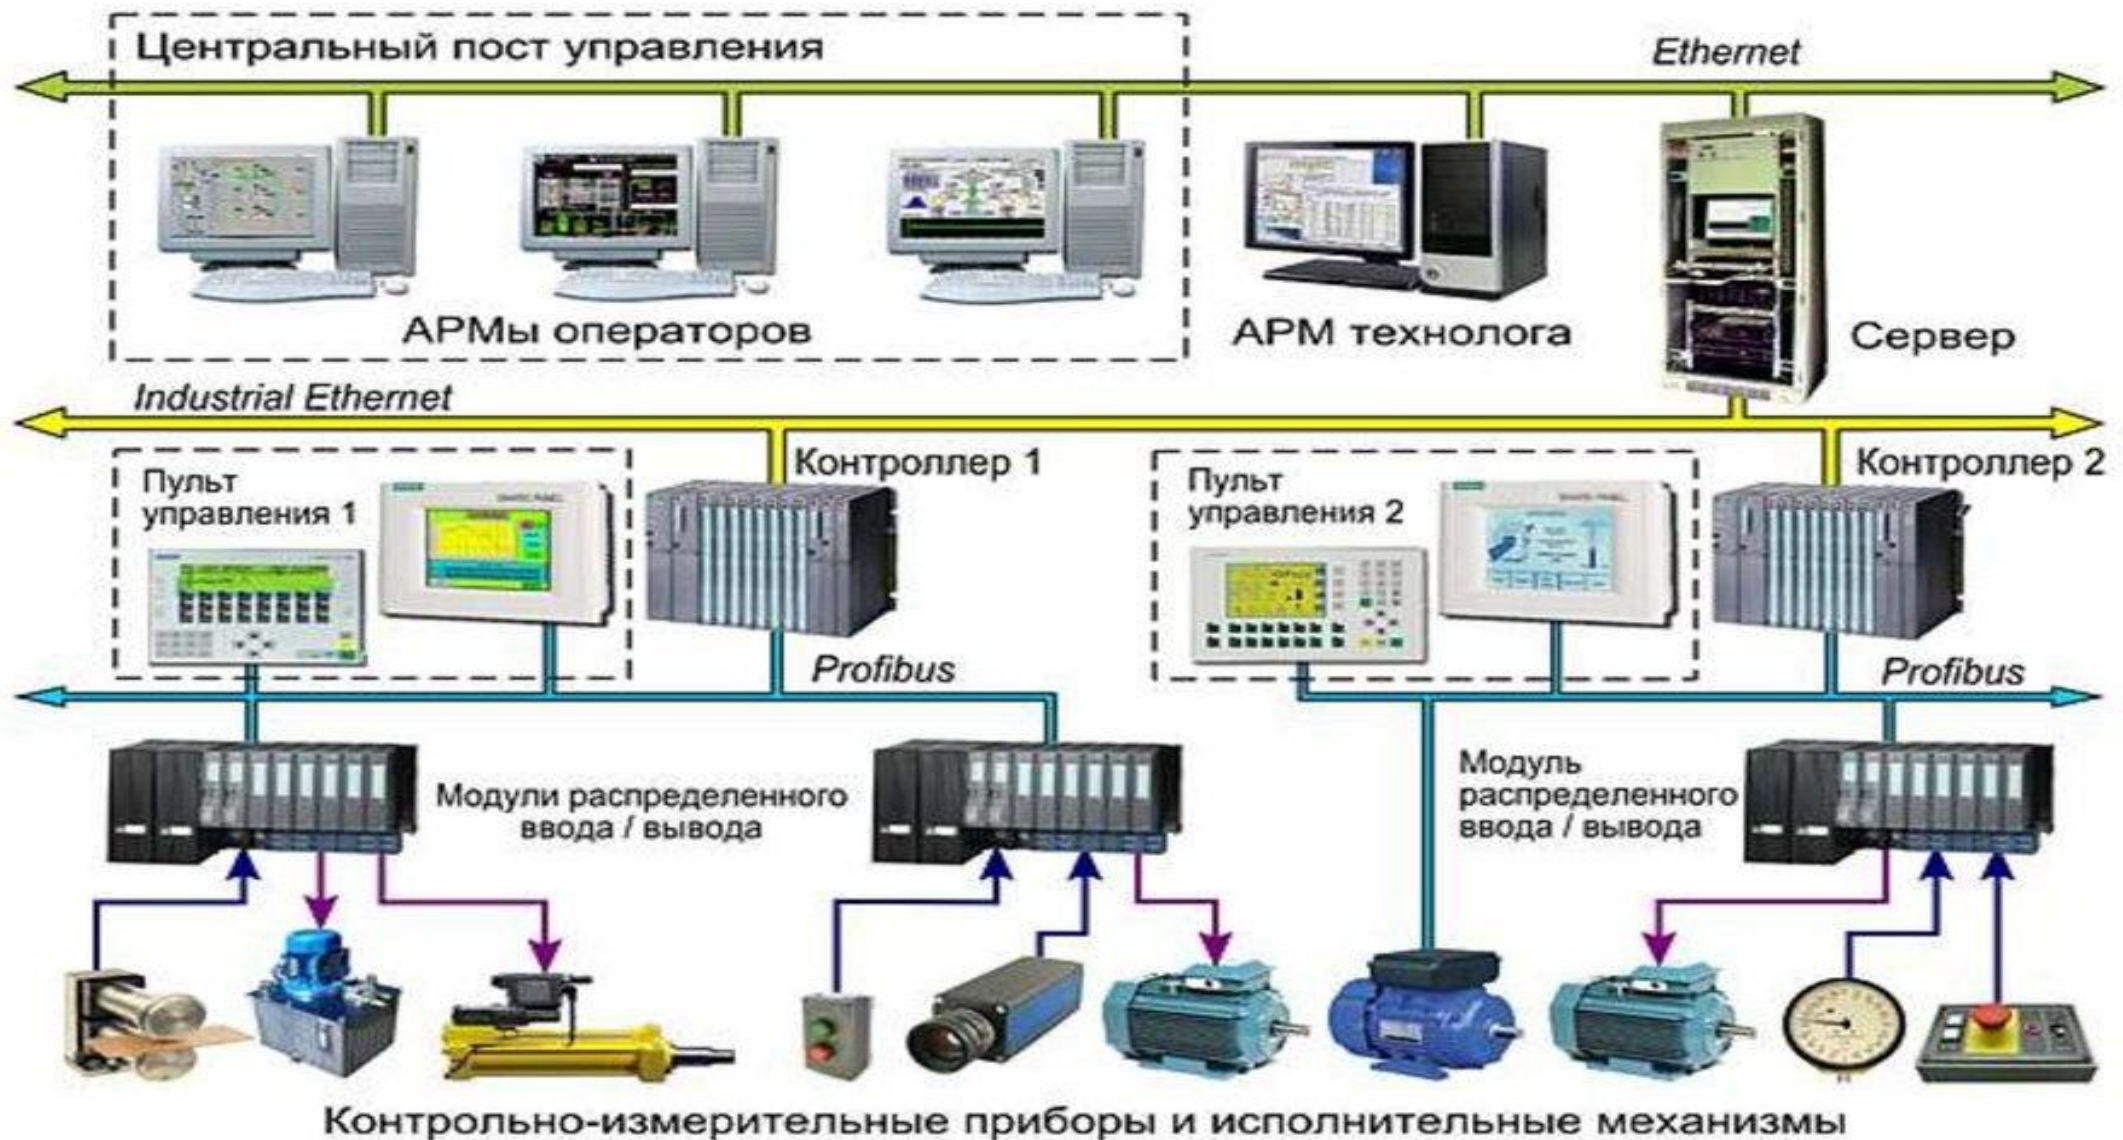 Центральный пост управления
Ethernet
АРМы операторов
АРМ технолога
Сервер
Industrial Ethernet
Контроллер 1
Контроллер 2
Пульт
управления 1
Пульт
управления 2
Profibus
Profibus
Модули распределенного
ввода / вывода
Модуль
распределенного
ввода / вывода
Контрольно-измерительные приборы и исполнительные механизмы